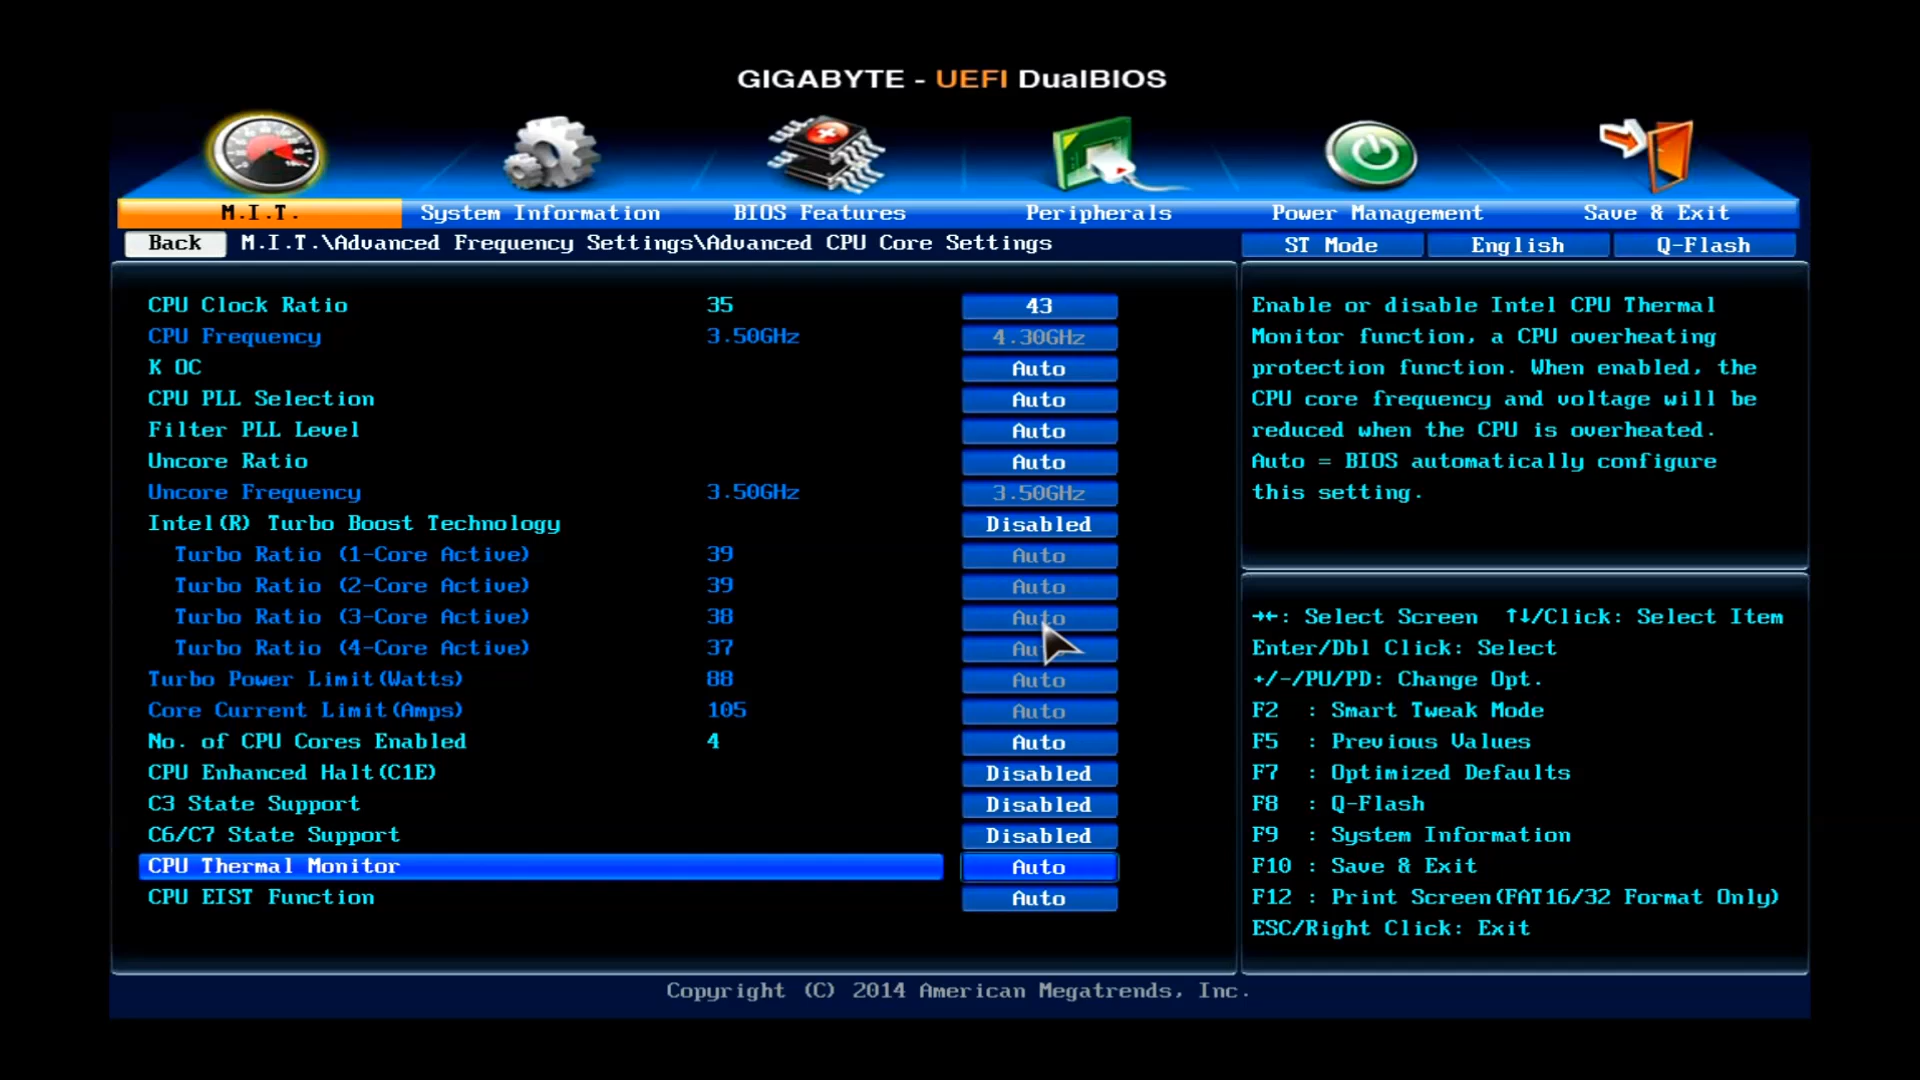 GIGABYTE - UEFI DualBIOS
M.I.T. System Information BIOS Features Peripherals Power Management Save & Exit
Back M.I.T.\Advanced Frequency Settings\Advanced CPU Core Settings ST Mode English Q-Flash
CPU Clock Ratio 35 43
CPU Frequency 3.50GHz 4.30GHz
K OC Auto
CPU PLL Selection Auto
Filter PLL Level Auto
Uncore Ratio Auto
Uncore Frequency 3.50GHz 3.50GHz
Intel(R) Turbo Boost Technology Disabled
Turbo Ratio (1-Core Active) 39 Auto
Turbo Ratio (2-Core Active) 39 Auto
Turbo Ratio (3-Core Active) 38 Auto
Turbo Ratio (4-Core Active) 37 Au
Turbo Power Limit(Watts) 88 Auto
Core Current Limit(Amps) 105 Auto
No. of CPU Cores Enabled 4 Auto
CPU Enhanced Halt(C1E) Disabled
C3 State Support Disabled
C6/C7 State Support Disabled
CPU Thermal Monitor Auto
CPU EIST Function Auto
Enable or disable Intel CPU Thermal
Monitor function, a CPU overheating
protection function. When enabled, the
CPU core frequency and voltage will be
reduced when the CPU is overheated.
Auto = BIOS automatically configure
this setting.
→←: Select Screen ↑↓/Click: Select Item
Enter/Dbl Click: Select
+/-/PU/PD: Change Opt.
F2 : Smart Tweak Mode
F5 : Previous Values
F7 : Optimized Defaults
F8 : Q-Flash
F9 : System Information
F10 : Save & Exit
F12 : Print Screen(FAT16/32 Format Only)
ESC/Right Click: Exit
Copyright (C) 2014 American Megatrends, Inc.